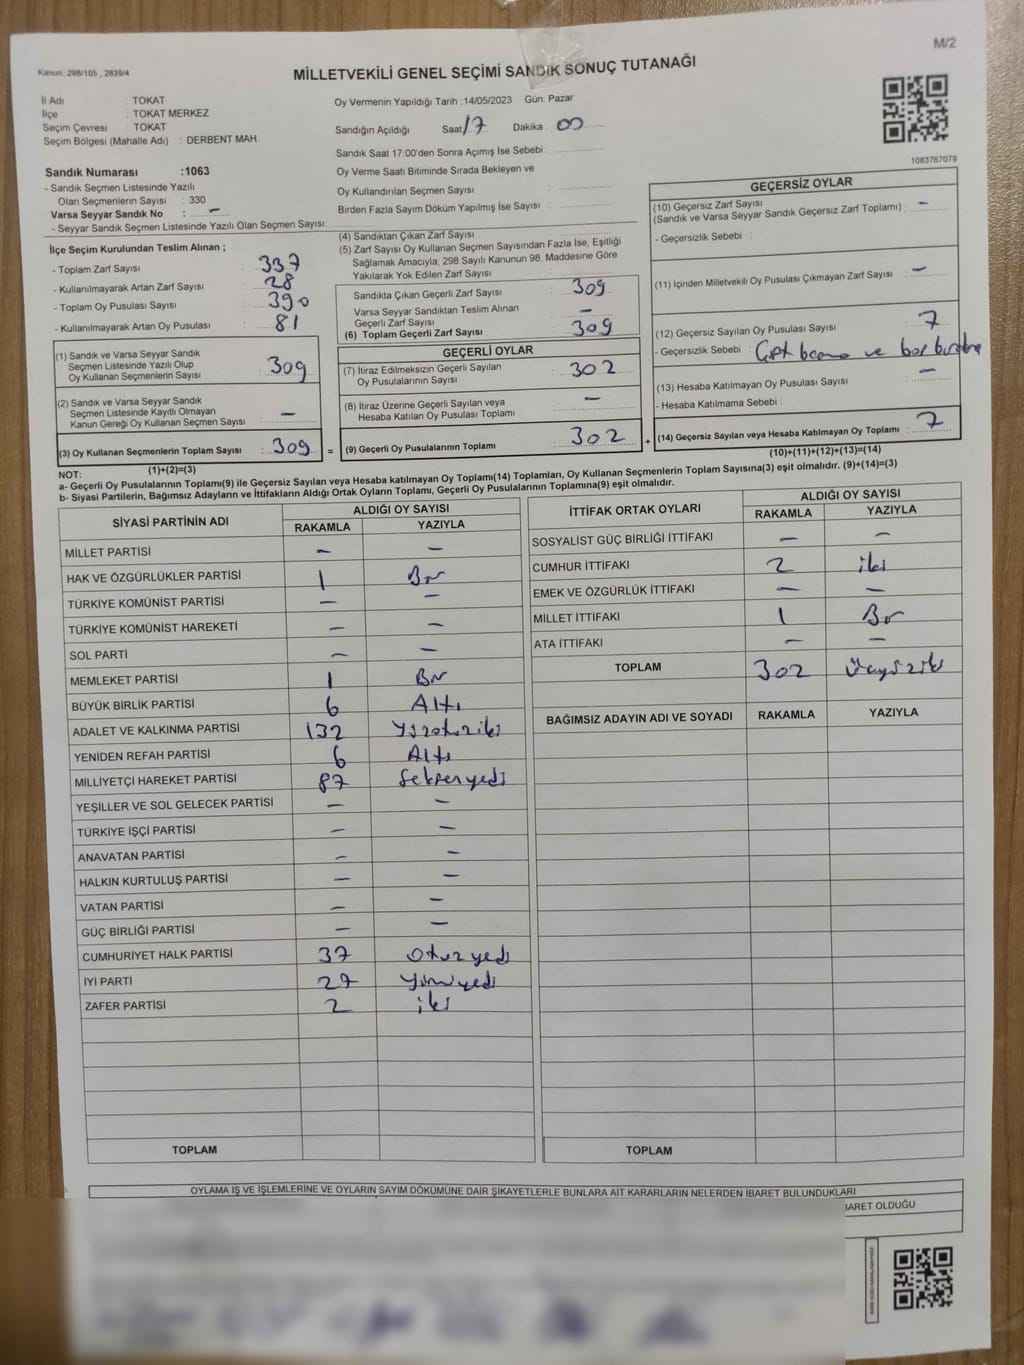 M/2
Kanun: 298/105 , 2839/4
MİLLETVEKİLİ GENEL SEÇİMİ SANDIK SONUÇ TUTANAĞI
İl Adı : TOKAT
İlçe : TOKAT MERKEZ
Seçim Çevresi : TOKAT
Seçim Bölgesi (Mahalle Adı) : DERBENT MAH.
Sandık Numarası :1063
- Sandık Seçmen Listesinde Yazılı
Olan Seçmenlerin Sayısı : 330
Varsa Seyyar Sandık No : –
- Seyyar Sandık Seçmen Listesinde Yazılı Olan Seçmen Sayısı:
Oy Vermenin Yapıldığı Tarih :14/05/2023 Gün: Pazar
Sandığın Açıldığı Saat: 17 Dakika : 00
Sandık Saat 17:00'den Sonra Açımış İse Sebebi :
Oy Verme Saati Bitiminde Sırada Bekleyen ve
Oy Kullandırılan Seçmen Sayısı :
Birden Fazla Sayım Döküm Yapılmış İse Sayısı :
1083767079
İlçe Seçim Kurulundan Teslim Alınan ;
- Toplam Zarf Sayısı : 337
- Kullanılmayarak Artan Zarf Sayısı : 28
- Toplam Oy Pusulası Sayısı : 390
- Kullanılmayarak Artan Oy Pusulası : 81
(1) Sandık ve Varsa Seyyar Sandık
Seçmen Listesinde Yazılı Olup
Oy Kullanan Seçmenlerin Sayısı : 309
(2) Sandık ve Varsa Seyyar Sandık
Seçmen Listesinde Kayıtlı Olmayan
Kanun Gereği Oy Kullanan Seçmen Sayısı : –
(3) Oy Kullanan Seçmenlerin Toplam Sayısı : 309 =
(1)+(2)=(3)
(4) Sandıktan Çıkan Zarf Sayısı :
(5) Zarf Sayısı Oy Kullanan Seçmen Sayısından Fazla İse, Eşitliği
Sağlamak Amacıyla; 298 Sayılı Kanunun 98. Maddesine Göre
Yakılarak Yok Edilen Zarf Sayısı :
Sandıkta Çıkan Geçerli Zarf Sayısı : 309
Varsa Seyyar Sandıktan Teslim Alınan
Geçerli Zarf Sayısı : –
(6) Toplam Geçerli Zarf Sayısı : 309
GEÇERLİ OYLAR
(7) İtiraz Edilmeksizin Geçerli Sayılan
Oy Pusulalarının Sayısı : 302
(8) İtiraz Üzerine Geçerli Sayılan veya
Hesaba Katılan Oy Pusulası Toplamı : –
(9) Geçerli Oy Pusulalarının Toplamı : 302 +
GEÇERSİZ OYLAR
(10) Geçersiz Zarf Sayısı
(Sandık ve Varsa Seyyar Sandık Geçersiz Zarf Toplamı) : –
- Geçersizlik Sebebi :
(11) İçinden Milletvekili Oy Pusulası Çıkmayan Zarf Sayısı : –
(12) Geçersiz Sayılan Oy Pusulası Sayısı : 7
- Geçersizlik Sebebi : Çift basma ve boş bırakma
(13) Hesaba Katılmayan Oy Pusulası Sayısı : –
- Hesaba Katılmama Sebebi :
(14) Geçersiz Sayılan veya Hesaba Katılmayan Oy Toplamı : 7
(10)+(11)+(12)+(13)=(14)
NOT:
a- Geçerli Oy Pusulalarının Toplamı(9) ile Geçersiz Sayılan veya Hesaba katılmayan Oy Toplamı(14) Toplamları, Oy Kullanan Seçmenlerin Toplam Sayısına(3) eşit olmalıdır. (9)+(14)=(3)
b- Siyasi Partilerin, Bağımsız Adayların ve İttifakların Aldığı Ortak Oyların Toplamı, Geçerli Oy Pusulalarının Toplamına(9) eşit olmalıdır.
SİYASİ PARTİNİN ADI ALDIĞI OY SAYISI
RAKAMLA YAZIYLA
MİLLET PARTİSİ – –
HAK VE ÖZGÜRLÜKLER PARTİSİ 1 Bir
TÜRKİYE KOMÜNİST PARTİSİ – –
TÜRKİYE KOMÜNİST HAREKETİ – –
SOL PARTİ – –
MEMLEKET PARTİSİ 1 Bir
BÜYÜK BİRLİK PARTİSİ 6 Altı
ADALET VE KALKINMA PARTİSİ 132 Yüzotuziki
YENİDEN REFAH PARTİSİ 6 Altı
MİLLİYETÇİ HAREKET PARTİSİ 87 Seksenyedi
YEŞİLLER VE SOL GELECEK PARTİSİ – –
TÜRKİYE İŞÇİ PARTİSİ – –
ANAVATAN PARTİSİ – –
HALKIN KURTULUŞ PARTİSİ – –
VATAN PARTİSİ – –
GÜÇ BİRLİĞİ PARTİSİ – –
CUMHURİYET HALK PARTİSİ 37 Otuzyedi
İYİ PARTİ 27 Yirmiyedi
ZAFER PARTİSİ 2 iki
TOPLAM
İTTİFAK ORTAK OYLARI ALDIĞI OY SAYISI
RAKAMLA YAZIYLA
SOSYALİST GÜÇ BİRLİĞİ İTTİFAKI – –
CUMHUR İTTİFAKI 2 iki
EMEK VE ÖZGÜRLÜK İTTİFAKI – –
MİLLET İTTİFAKI 1 Bir
ATA İTTİFAKI – –
TOPLAM 302 Üçyüziki
BAĞIMSIZ ADAYIN ADI VE SOYADI RAKAMLA YAZIYLA
TOPLAM
OYLAMA İŞ VE İŞLEMLERİNE VE OYLARIN SAYIM DÖKÜMÜNE DAİR ŞİKAYETLERLE BUNLARA AİT KARARLARIN NELERDEN İBARET BULUNDUKLARI
İBARET OLDUĞU